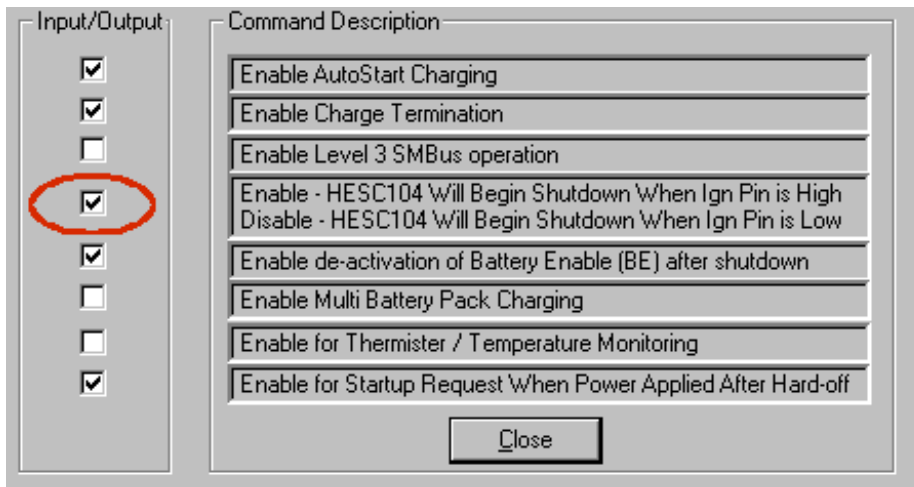 Input/Output
Command Description
Enable AutoStart Charging
Enable Charge Termination
Enable Level 3 SMBus operation
Enable - HESC104 Will Begin Shutdown When Ign Pin is High
Disable - HESC104 Will Begin Shutdown When Ign Pin is Low
Enable de-activation of Battery Enable (BE) after shutdown
Enable Multi Battery Pack Charging
Enable for Thermister / Temperature Monitoring
Enable for Startup Request When Power Applied After Hard-off
Close